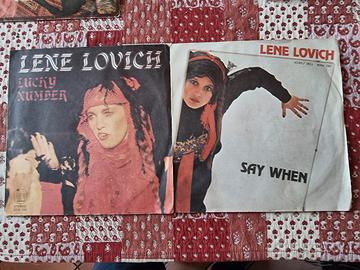 LENE LOVICH
LUCKY
NUMBER
LENE LOVICH
SAY WHEN